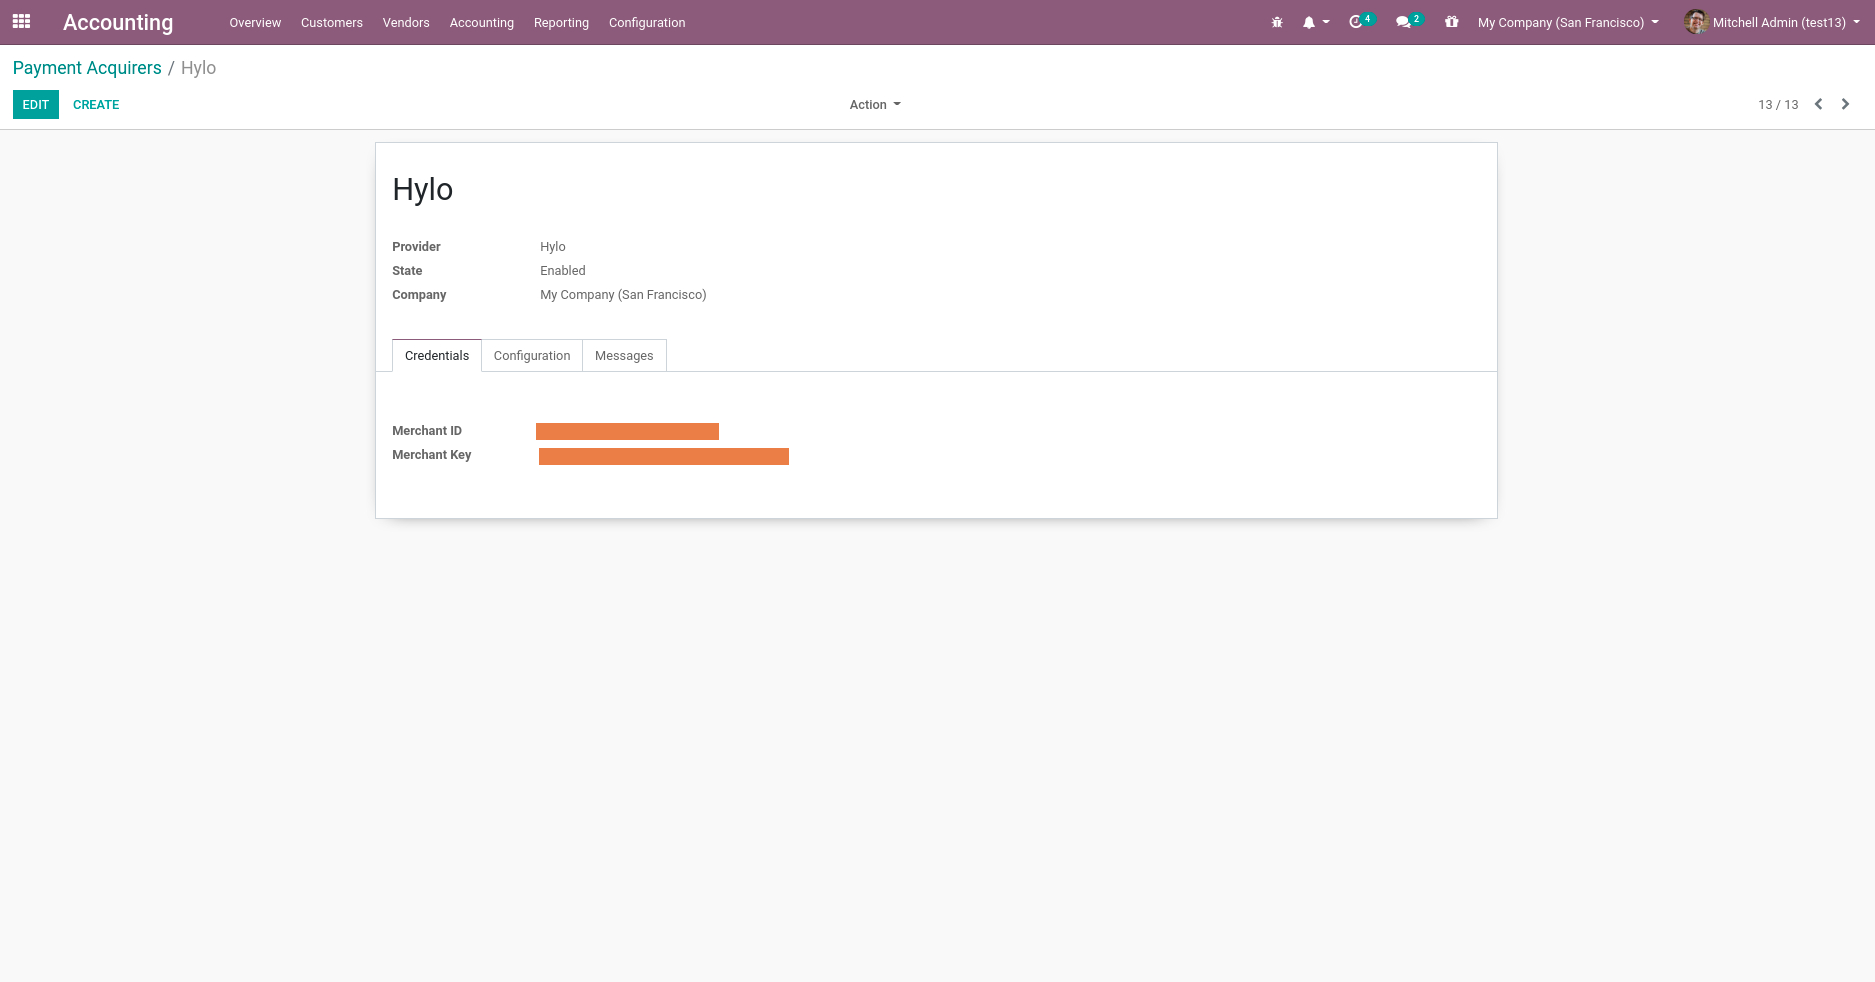 Accounting Overview Customers Vendors Accounting Reporting Configuration 4 2 My Company (San Francisco) Mitchell Admin (test13)
Payment Acquirers / Hylo
EDIT CREATE Action 13 / 13
Hylo
Provider Hylo
State Enabled
Company My Company (San Francisco)
Credentials Configuration Messages
Merchant ID
Merchant Key